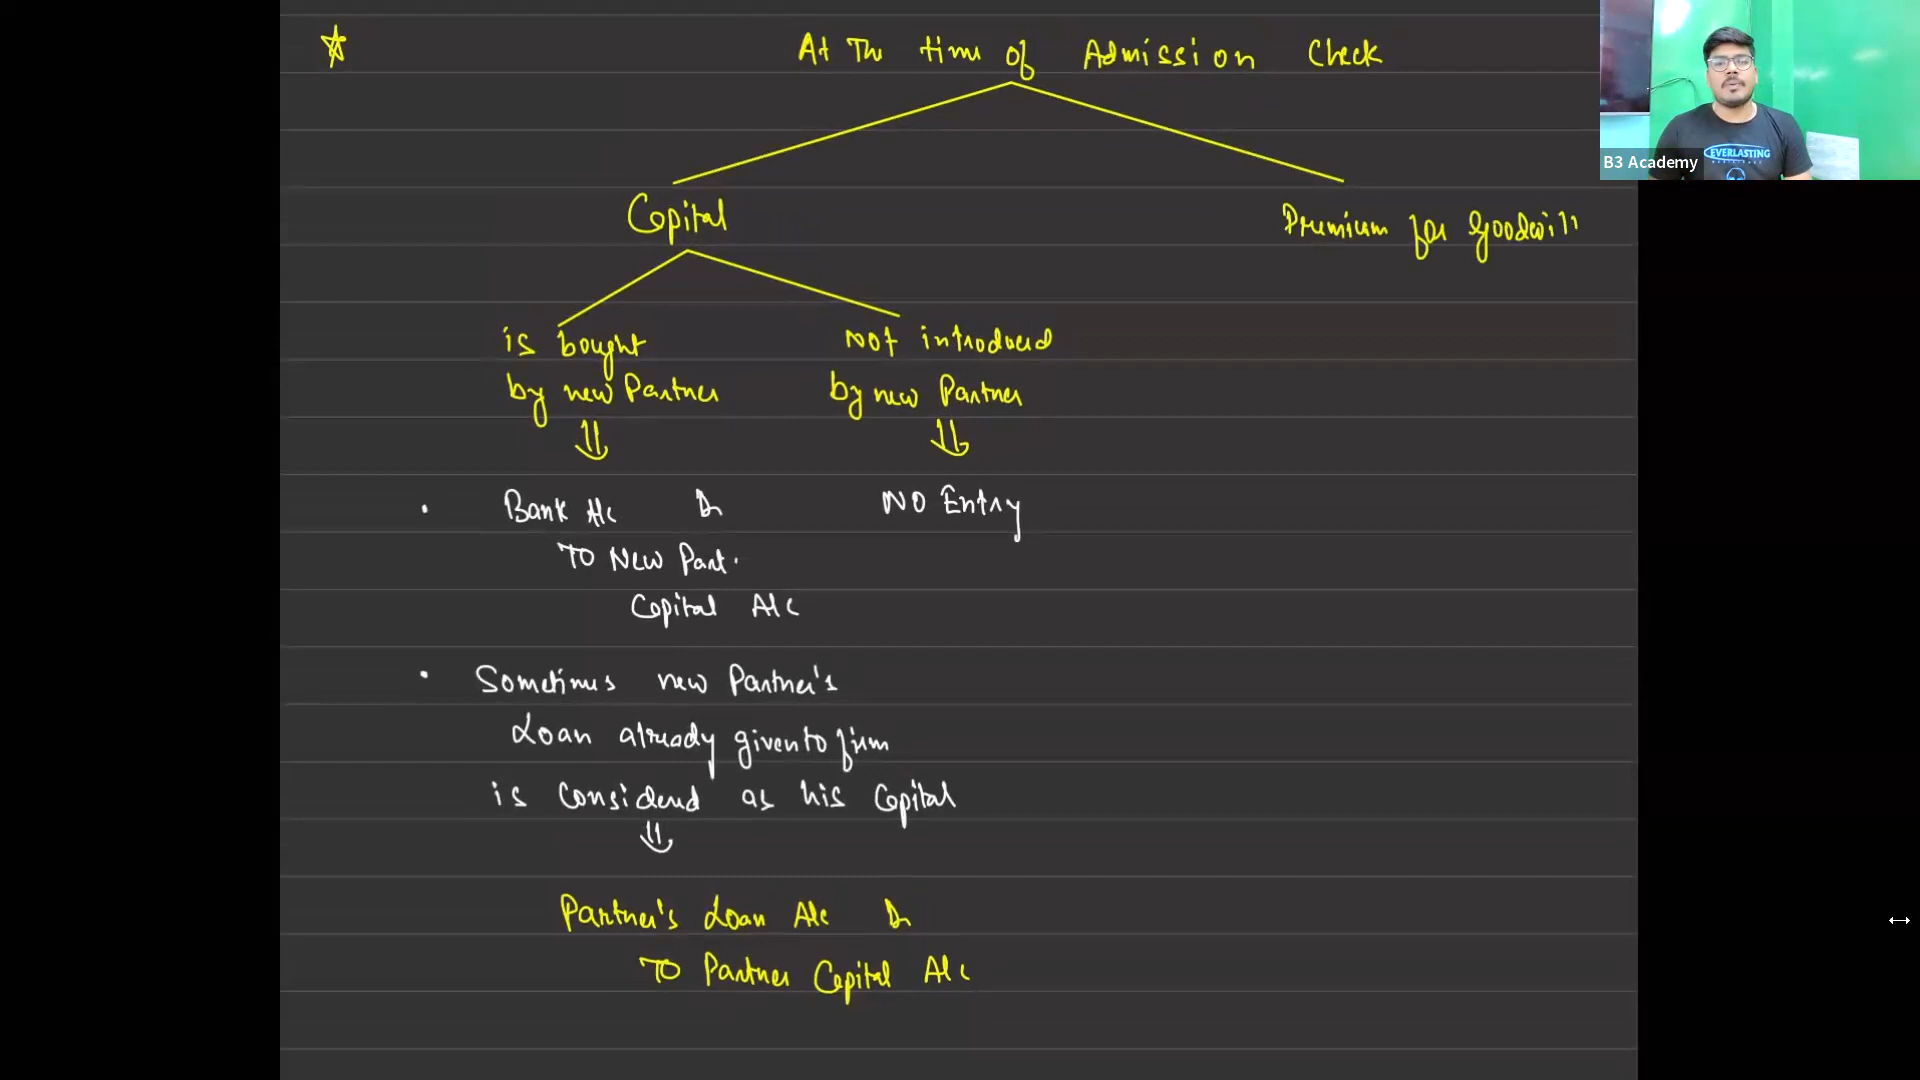 At The time of Admission Check
Capital
Premium for Goodwill
is bought
by new Partner
Not introduced
by new Partner
Bank A/c Dr
To New Part.
Capital A/c
NO Entry
Sometimes new Partner's
Loan already given to firm
is considered as his Capital
Partner's Loan A/c Dr
To Partner Capital A/c
EVERLASTING
B3 Academy